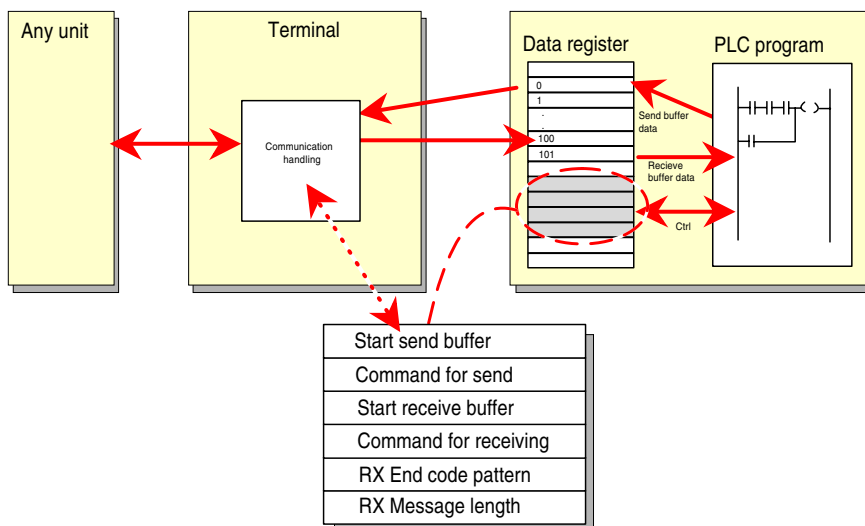 Any unit
Terminal
Data register
PLC program
Communication
handling
0
1
.
.
100
101
Send buffer
data
Recieve
buffer data
Ctrl
Start send buffer
Command for send
Start receive buffer
Command for receiving
RX End code pattern
RX Message length